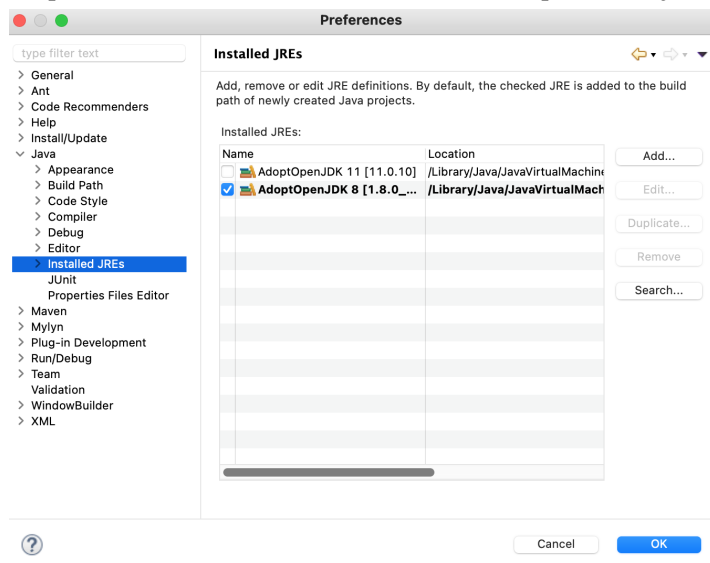 Preferences
type filter text
Installed JREs
General
Ant
Code Recommenders
Help
Install/Update
Java
Appearance
Build Path
Code Style
Compiler
Debug
Editor
Installed JREs
JUnit
Properties Files Editor
Maven
Mylyn
Plug-in Development
Run/Debug
Team
Validation
WindowBuilder
XML
Add, remove or edit JRE definitions. By default, the checked JRE is added to the build
path of newly created Java projects.
Installed JREs:
Name Location
AdoptOpenJDK 11 [11.0.10] /Library/Java/JavaVirtualMachine
AdoptOpenJDK 8 [1.8.0_... /Library/Java/JavaVirtualMach
Add...
Edit...
Duplicate...
Remove
Search...
?
Cancel OK